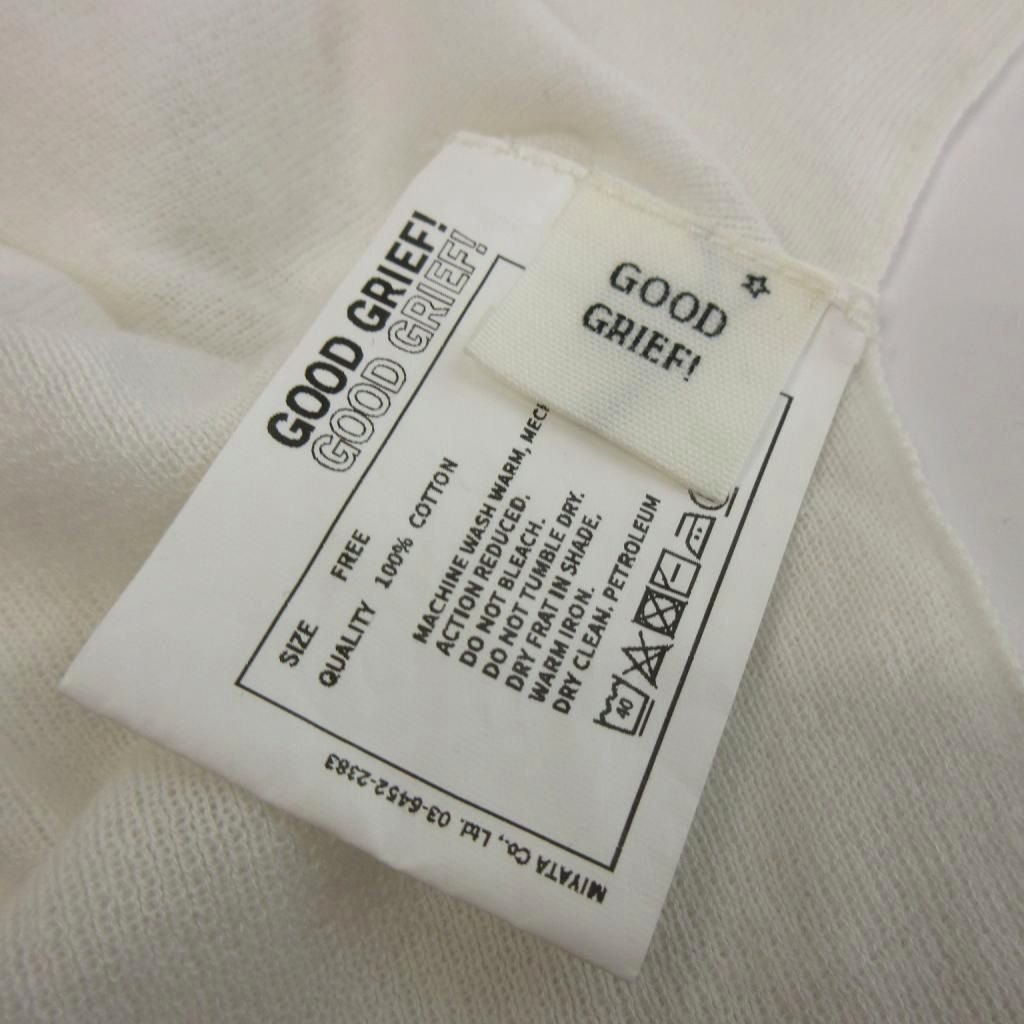 GOOD GRIEF!
GOOD GRIEF!
GOOD
GRIEF!
SIZE FREE
QUALITY 100% COTTON
MACHINE WASH WARM,
ACTION REDUCED.
DO NOT BLEACH.
DO NOT TUMBLE DRY.
DRY FRAT IN SHADE.
WARM IRON.
DRY CLEAN. PETROLEUM
40
MIYATA Co., Ltd. 03-6452-2383